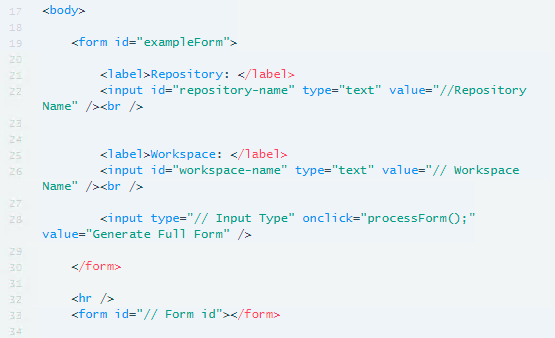 17 <body>
18
19 <form id="exampleForm">
20
21 <label>Repository: </label>
22 <input id="repository-name" type="text" value="//Repository
Name" /><br />
23
24
25 <label>Workspace: </label>
26 <input id="workspace-name" type="text" value="// Workspace
Name" /><br />
27
28 <input type="// Input Type" onclick="processForm();"
value="Generate Full Form" />
29
30 </form>
31
32 <hr />
33 <form id="// Form id"></form>
34